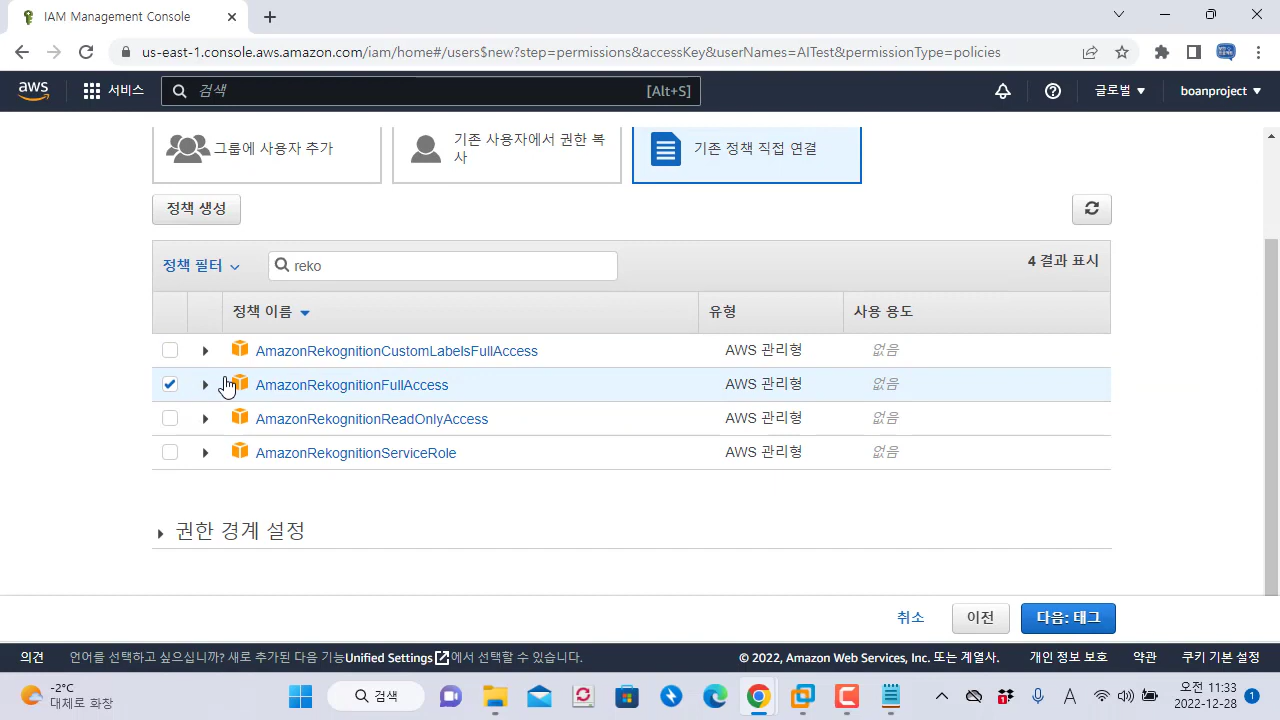 IAM Management Console
us-east-1.console.aws.amazon.com/iam/home#/users$new?step=permissions&accessKey&userNames=AITest&permissionType=policies
aws
서비스
검색
[Alt+S]
글로벌
boanproject
그룹에 사용자 추가
기존 사용자에서 권한 복
사
기존 정책 직접 연결
정책 생성
정책 필터
reko
4 결과 표시
정책 이름
유형
사용 용도
AmazonRekognitionCustomLabelsFullAccess
AWS 관리형
없음
AmazonRekognitionFullAccess
AWS 관리형
없음
AmazonRekognitionReadOnlyAccess
AWS 관리형
없음
AmazonRekognitionServiceRole
AWS 관리형
없음
권한 경계 설정
취소
이전
다음: 태그
의견
언어를 선택하고 싶으십니까? 새로 추가된 다음 기능Unified Settings에서 선택할 수 있습니다.
© 2022, Amazon Web Services, Inc. 또는 계열사.
개인 정보 보호
약관
쿠키 기본 설정
-2°C
대체로 화창
검색
A
오전 11:33
2022-12-28
1